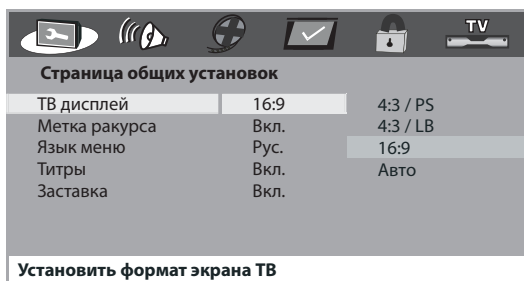 TV
Страница общих установок
ТВ дисплей 16:9 4:3 / PS
Метка ракурса Вкл. 4:3 / LB
Язык меню Рус. 16:9
Титры Вкл. Авто
Заставка Вкл.
Установить формат экрана ТВ